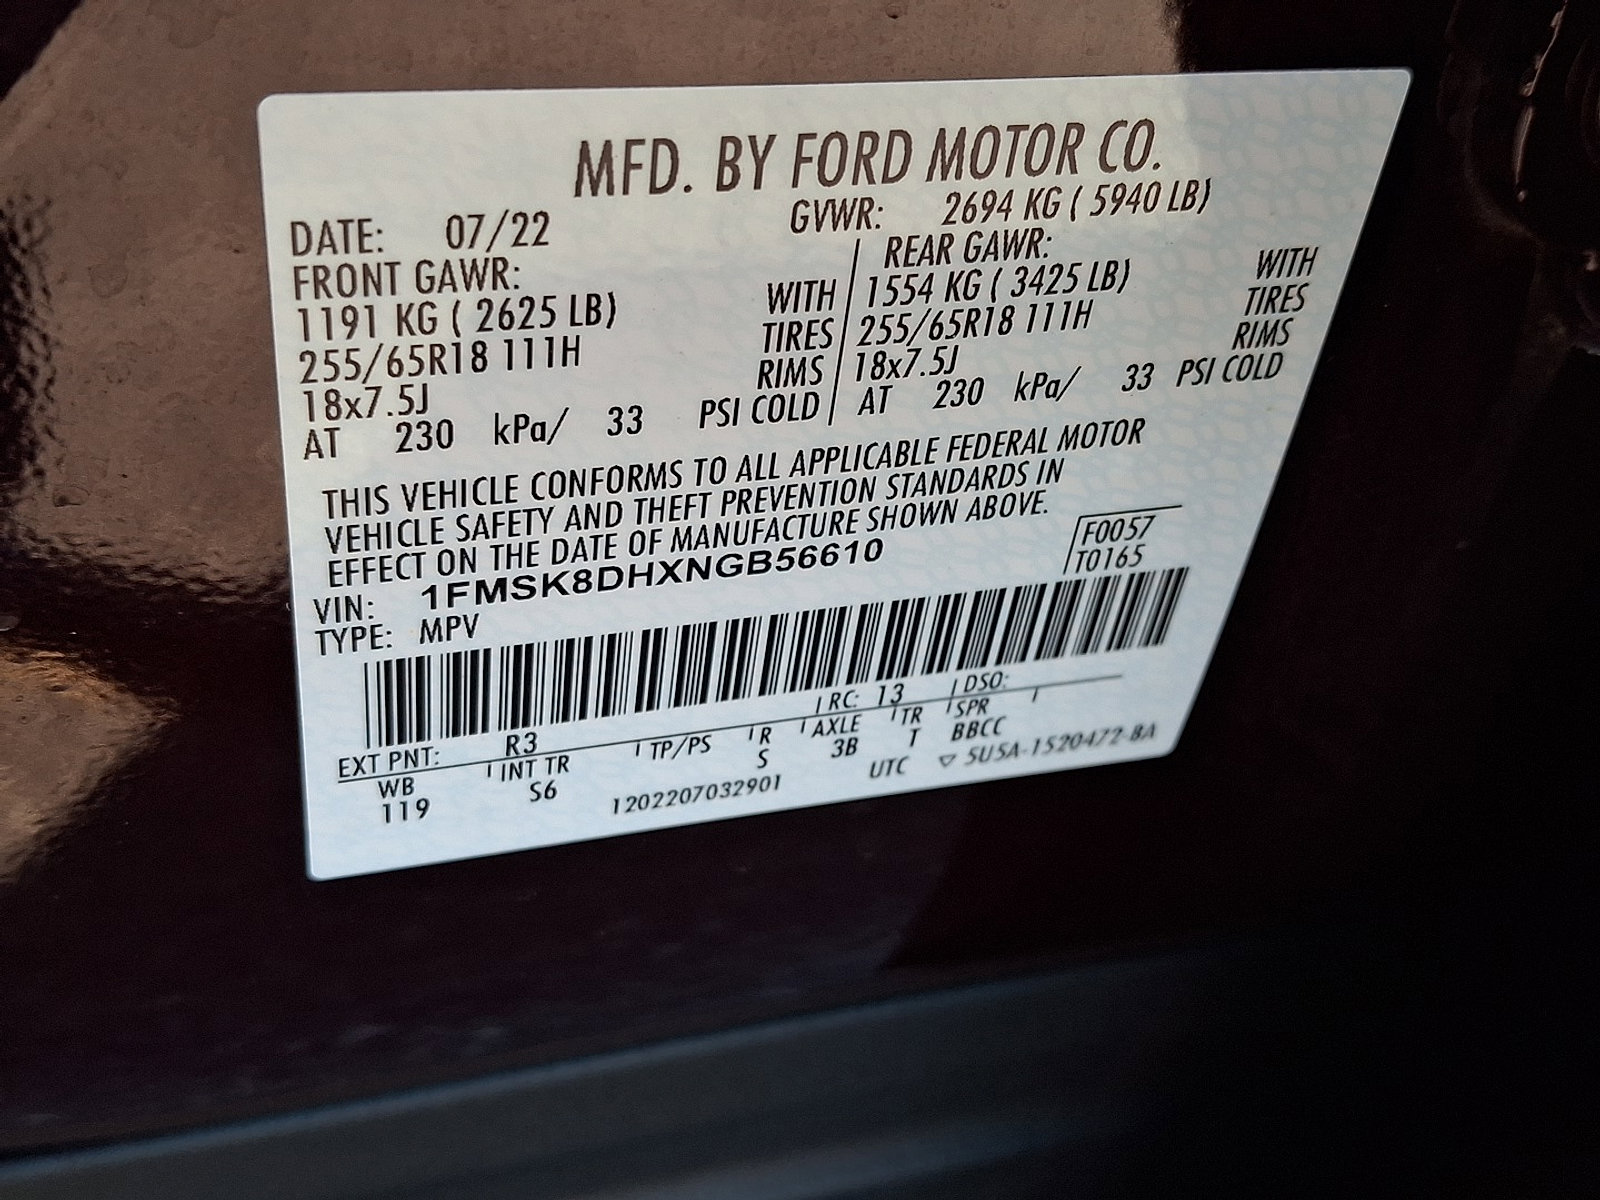 MFD. BY FORD MOTOR CO.
DATE: 07/22 GVWR: 2694 KG ( 5940 LB)
FRONT GAWR: REAR GAWR:
1191 KG ( 2625 LB) WITH 1554 KG ( 3425 LB) WITH
255/65R18 111H TIRES 255/65R18 111H TIRES
18x7.5J RIMS 18x7.5J RIMS
AT 230 kPa/ 33 PSI COLD AT 230 kPa/ 33 PSI COLD
THIS VEHICLE CONFORMS TO ALL APPLICABLE FEDERAL MOTOR
VEHICLE SAFETY AND THEFT PREVENTION STANDARDS IN
EFFECT ON THE DATE OF MANUFACTURE SHOWN ABOVE.
VIN: 1FMSK8DHXNGB56610 F0057
TYPE: MPV T0165
EXT PNT: R3 RC: 13 DSO:
WB INT TR TP/PS R AXLE TR SPR
119 S6 S 3B T BBCC
1202207032901 UTC ▽ 5U5A-1520472-BA